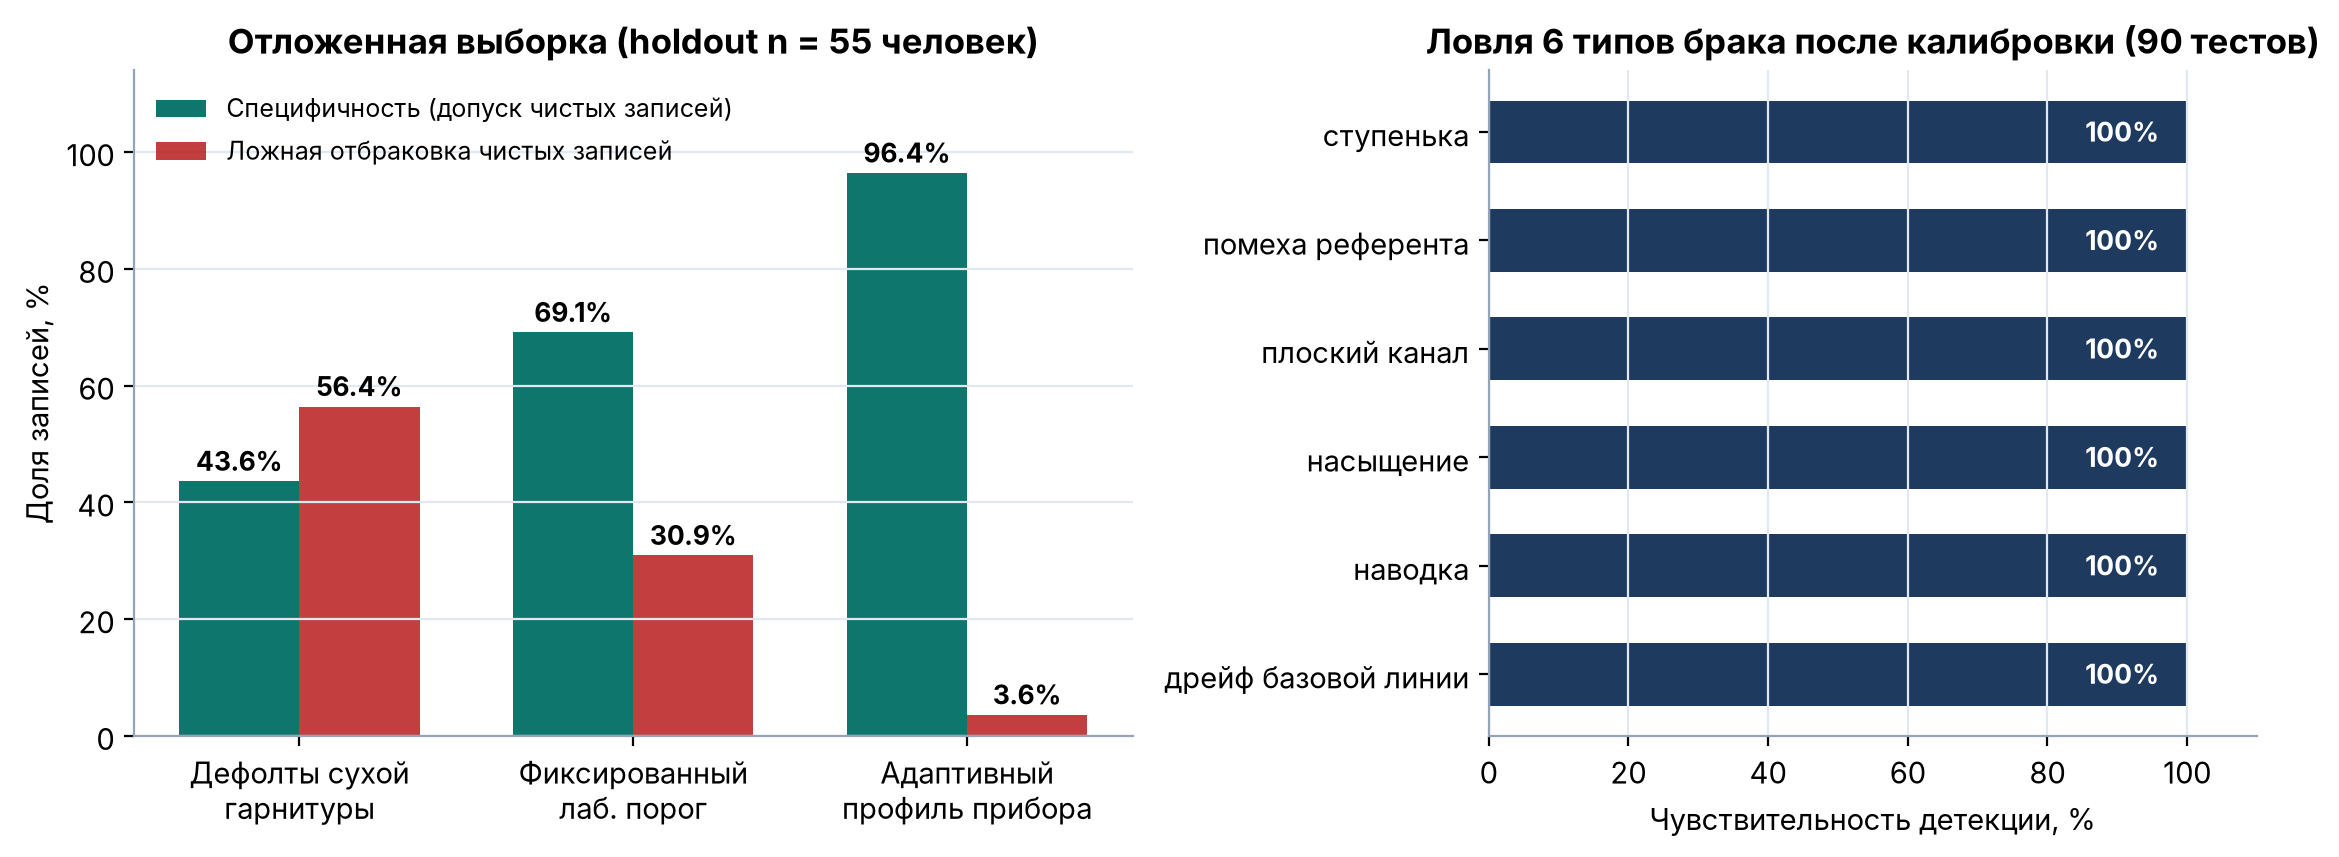 Отложенная выборка (holdout n = 55 человек)
Специфичность (допуск чистых записей)
Ложная отбраковка чистых записей
Доля записей, %
100
80
60
40
20
0
43.6%
56.4%
69.1%
30.9%
96.4%
3.6%
Дефолты сухой
гарнитуры
Фиксированный
лаб. порог
Адаптивный
профиль прибора
Ловля 6 типов брака после калибровки (90 тестов)
ступенька
100%
помеха референта
100%
плоский канал
100%
насыщение
100%
наводка
100%
дрейф базовой линии
100%
0
20
40
60
80
100
Чувствительность детекции, %